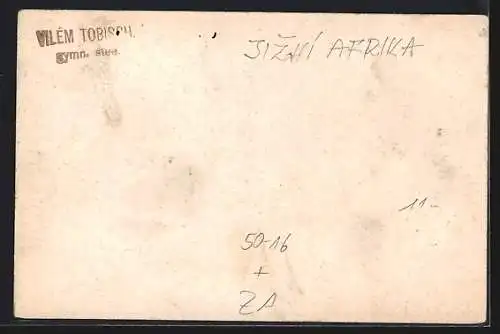 VILÉM TOBISCH,
gymn. stud.
JIŽNÍ AFRIKA
11-
50-16
+
ZA